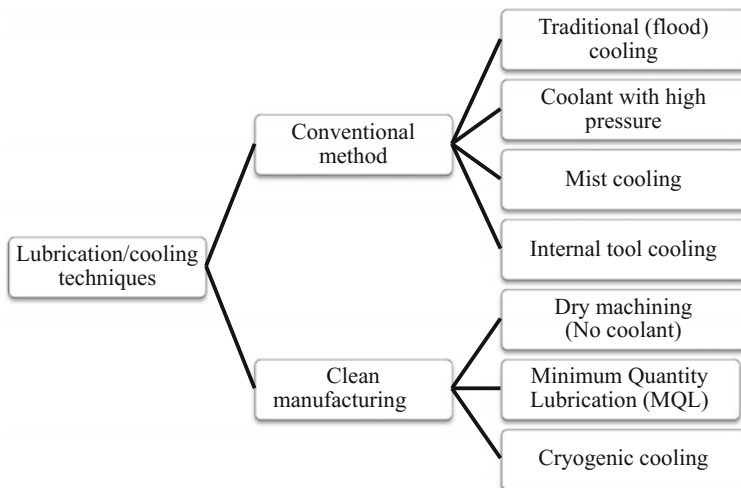 Lubrication/cooling
techniques
Conventional
method
Traditional (flood)
cooling
Coolant with high
pressure
Mist cooling
Internal tool cooling
Clean
manufacturing
Dry machining
(No coolant)
Minimum Quantity
Lubrication (MQL)
Cryogenic cooling